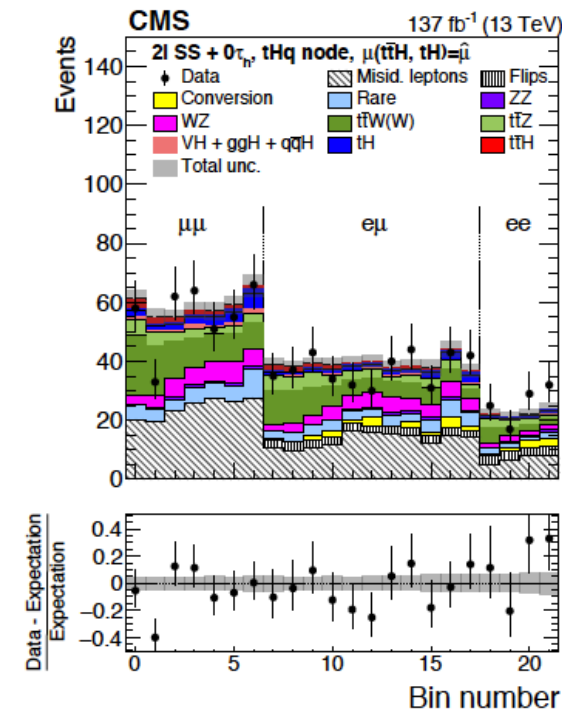 CMS 137 fb⁻¹ (13 TeV)
2l SS + 0τₕ, tHq node, μ(tt̄H, tH)=μ̂
Data Misid. leptons Flips
Conversion Rare ZZ
WZ tt̄W(W) tt̄Z
VH + ggH + qq̄H tH tt̄H
Total unc.
μμ eμ ee
Events
140
120
100
80
60
40
20
0
Data - Expectation
Expectation
0.4
0.2
0
−0.2
−0.4
0 5 10 15 20
Bin number